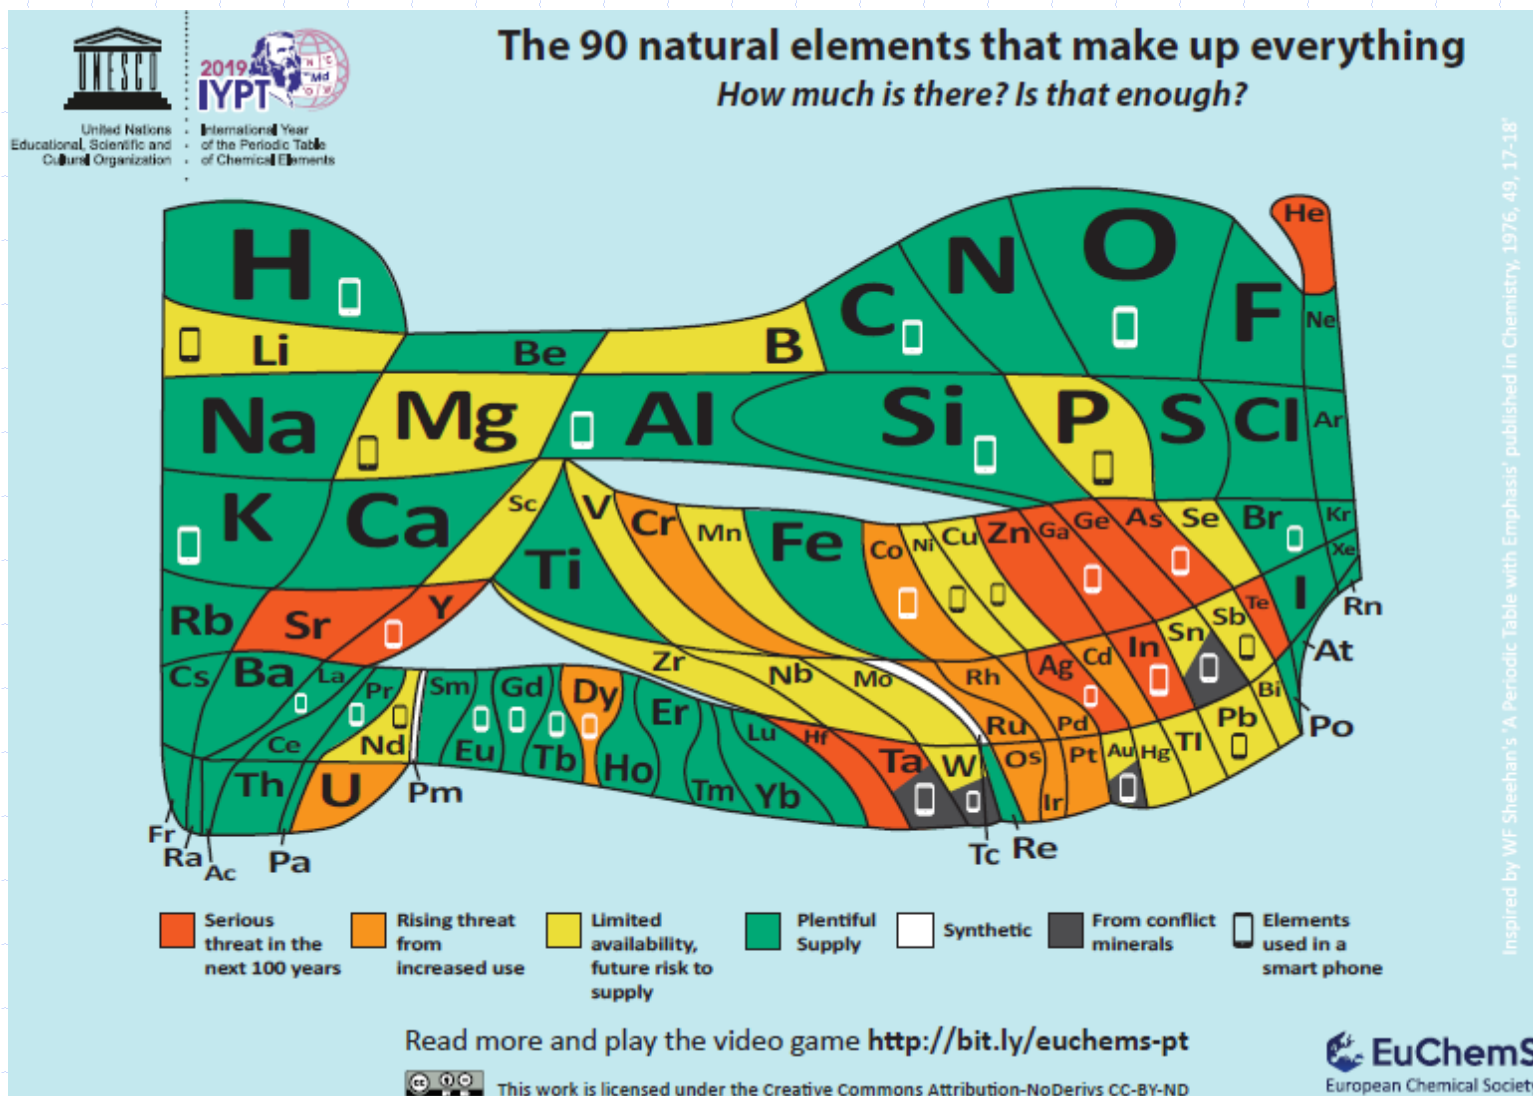 The 90 natural elements that make up everything
How much is there? Is that enough?
UNESCO
2019
IYPT
N C
Md
O
United Nations
Educational, Scientific and
Cultural Organization
International Year
of the Periodic Table
of Chemical Elements
H
He
Li
Be
B
C
N
O
F
Ne
Na
Mg
Al
Si
P
S
Cl
Ar
K
Ca
Sc
Ti
V
Cr
Mn
Fe
Co
Ni
Cu
Zn
Ga
Ge
As
Se
Br
Kr
Rb
Sr
Y
Zr
Nb
Mo
Tc
Ru
Rh
Pd
Ag
Cd
In
Sn
Sb
Te
I
Xe
Cs
Ba
La
Ce
Pr
Nd
Pm
Sm
Eu
Gd
Tb
Dy
Ho
Er
Tm
Yb
Lu
Hf
Ta
W
Re
Os
Ir
Pt
Au
Hg
Tl
Pb
Bi
Po
At
Rn
Fr
Ra
Ac
Th
Pa
U
Serious
threat in the
next 100 years
Rising threat
from
increased use
Limited
availability,
future risk to
supply
Plentiful
Supply
Synthetic
From conflict
minerals
Elements
used in a
smart phone
Read more and play the video game http://bit.ly/euchems-pt
cc
This work is licensed under the Creative Commons Attribution-NoDerivs CC-BY-ND
EuChemS
European Chemical Society
Inspired by WF Sheehan's 'A Periodic Table with Emphasis' published in Chemistry, 1976, 49, 17-18'